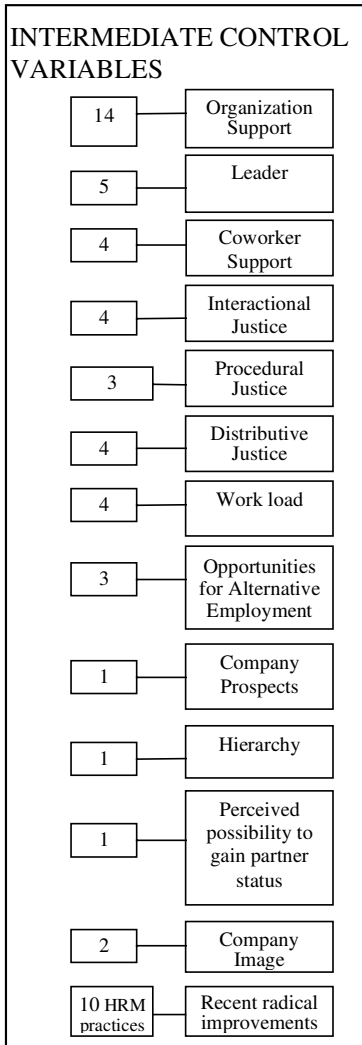 INTERMEDIATE CONTROL
VARIABLES
14
Organization
Support
5
Leader
4
Coworker
Support
4
Interactional
Justice
3
Procedural
Justice
4
Distributive
Justice
4
Work load
3
Opportunities
for Alternative
Employment
1
Company
Prospects
1
Hierarchy
1
Perceived
possibility to
gain partner
status
2
Company
Image
10 HRM
practices
Recent radical
improvements